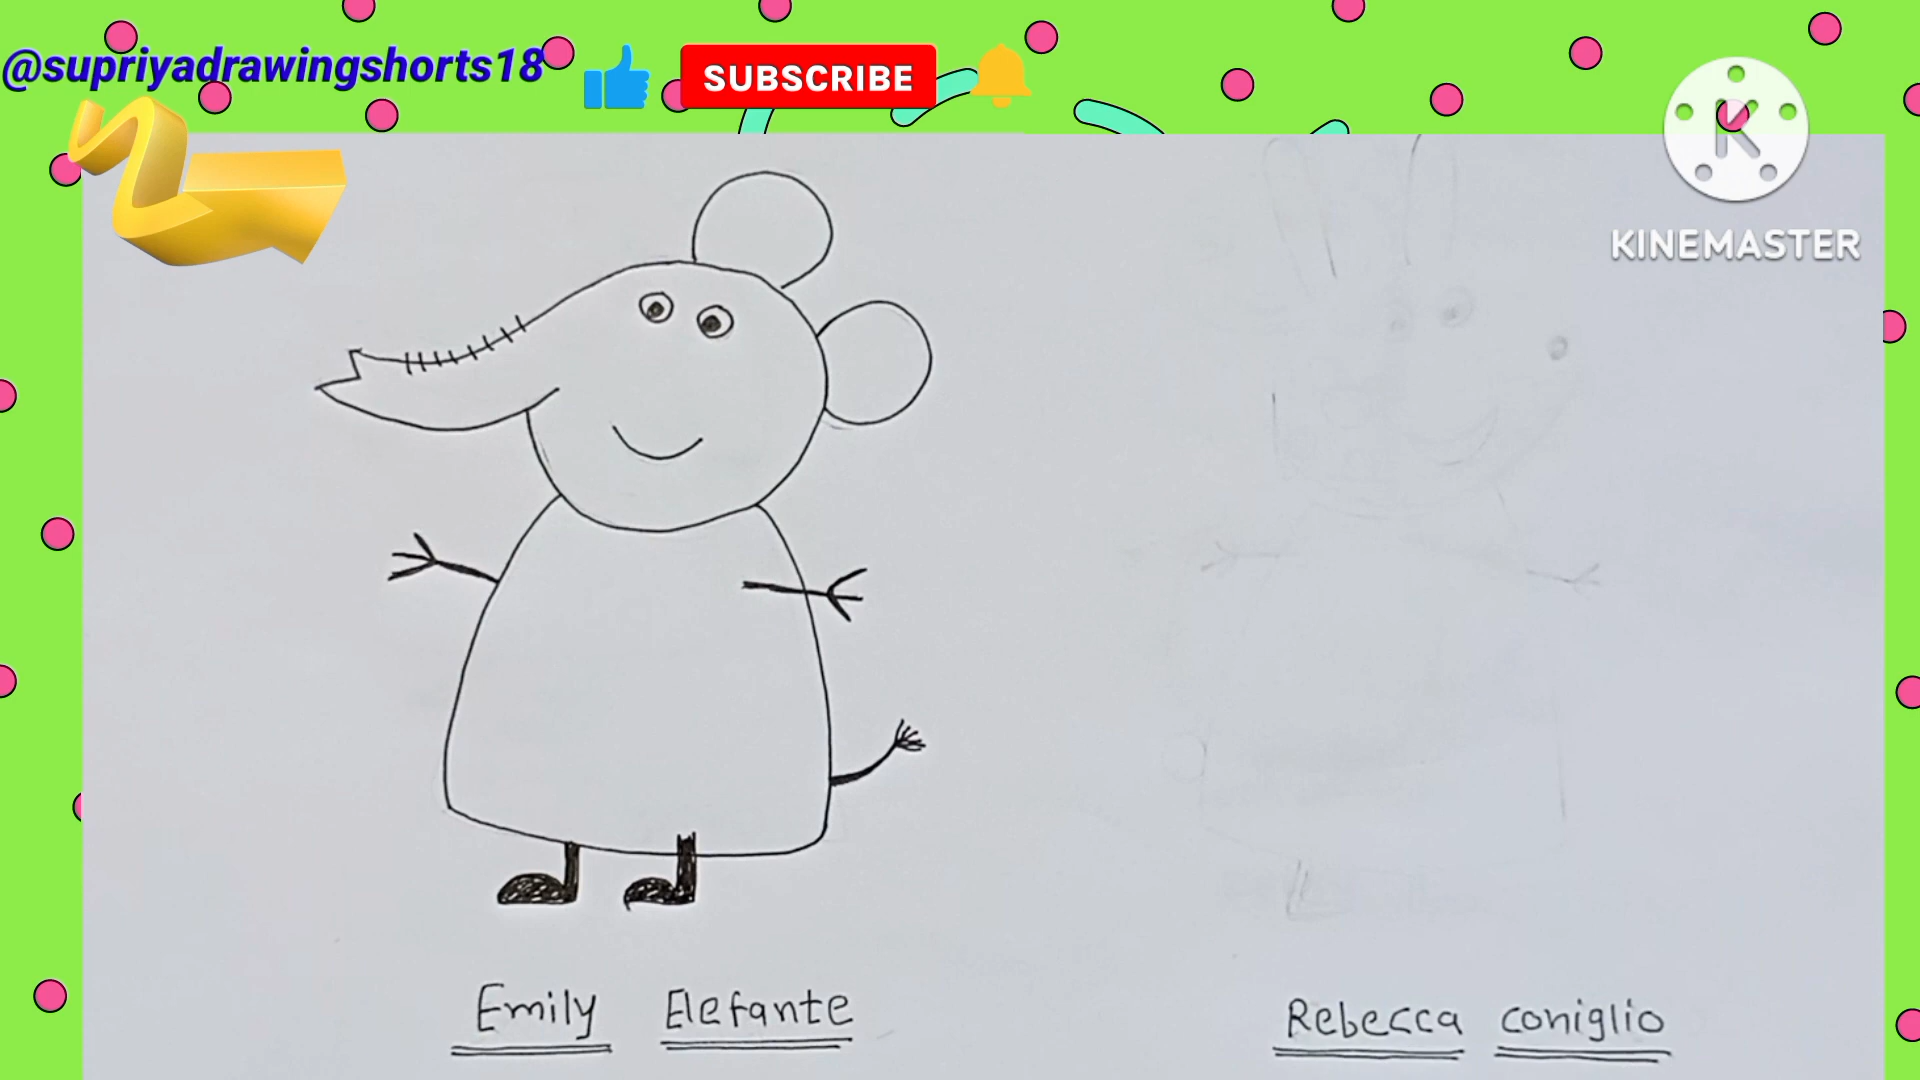 @supriyadrawingshorts18
SUBSCRIBE
K
KINEMASTER
Emily Elefante
Rebecca coniglio